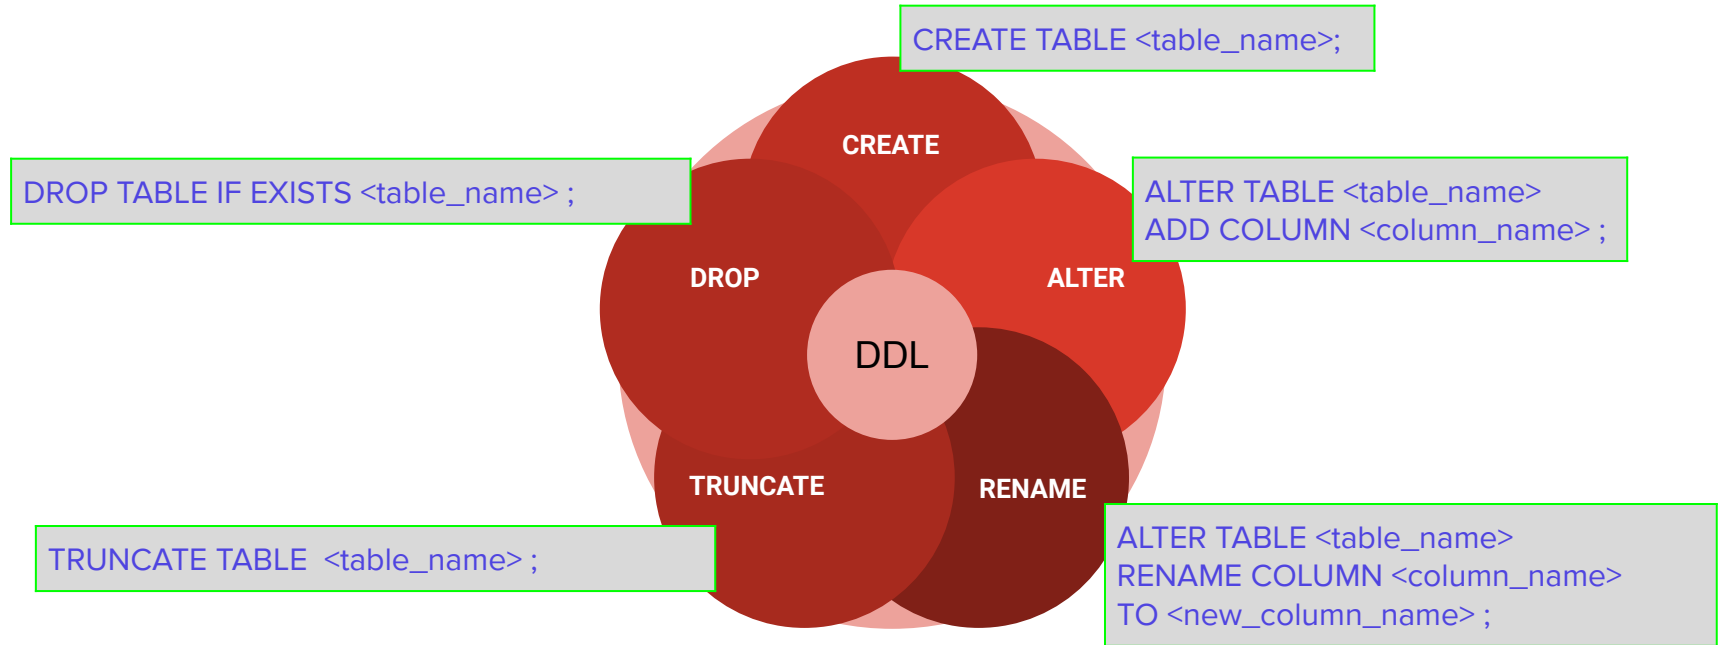 CREATE TABLE <table_name>;
CREATE
DROP TABLE IF EXISTS <table_name> ;
ALTER TABLE <table_name>
ADD COLUMN <column_name> ;
DROP
ALTER
DDL
TRUNCATE
RENAME
TRUNCATE TABLE  <table_name> ;
ALTER TABLE <table_name>
RENAME COLUMN <column_name>
TO <new_column_name> ;